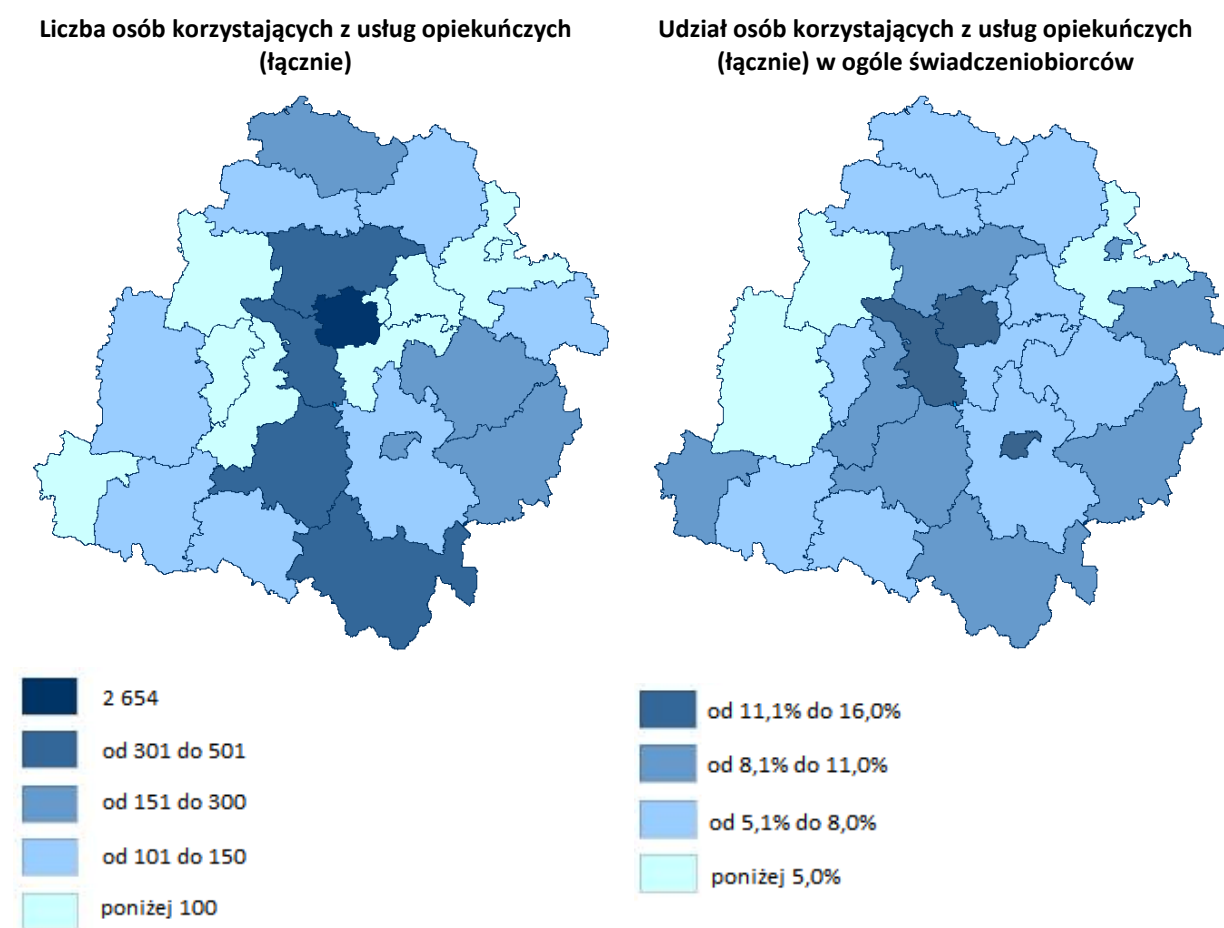 Liczba osób korzystających z usług opiekuńczych
(łącznie)
Udział osób korzystających z usług opiekuńczych
(łącznie) w ogóle świadczeniobiorców
2 654
od 301 do 501
od 151 do 300
od 101 do 150
poniżej 100
od 11,1% do 16,0%
od 8,1% do 11,0%
od 5,1% do 8,0%
poniżej 5,0%